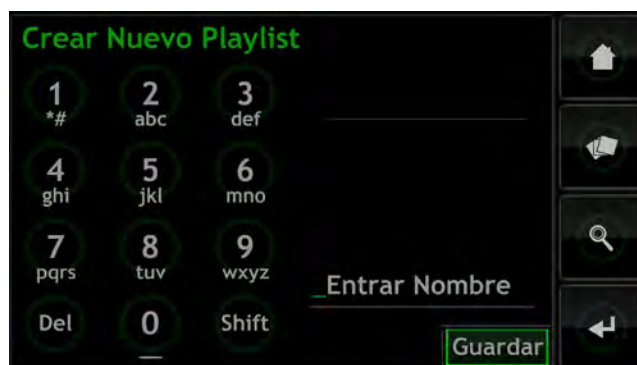 Crear Nuevo Playlist
1 2 3
*# abc def
4 5 6
ghi jkl mno
7 8 9
pqrs tuv wxyz
_Entrar Nombre
Del 0 Shift
Guardar